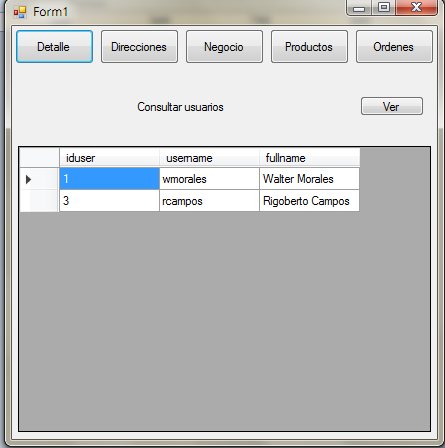 Form1
Detalle Direcciones Negocio Productos Ordenes
Consultar usuarios Ver
iduser username fullname
1 wmorales Walter Morales
3 rcampos Rigoberto Campos